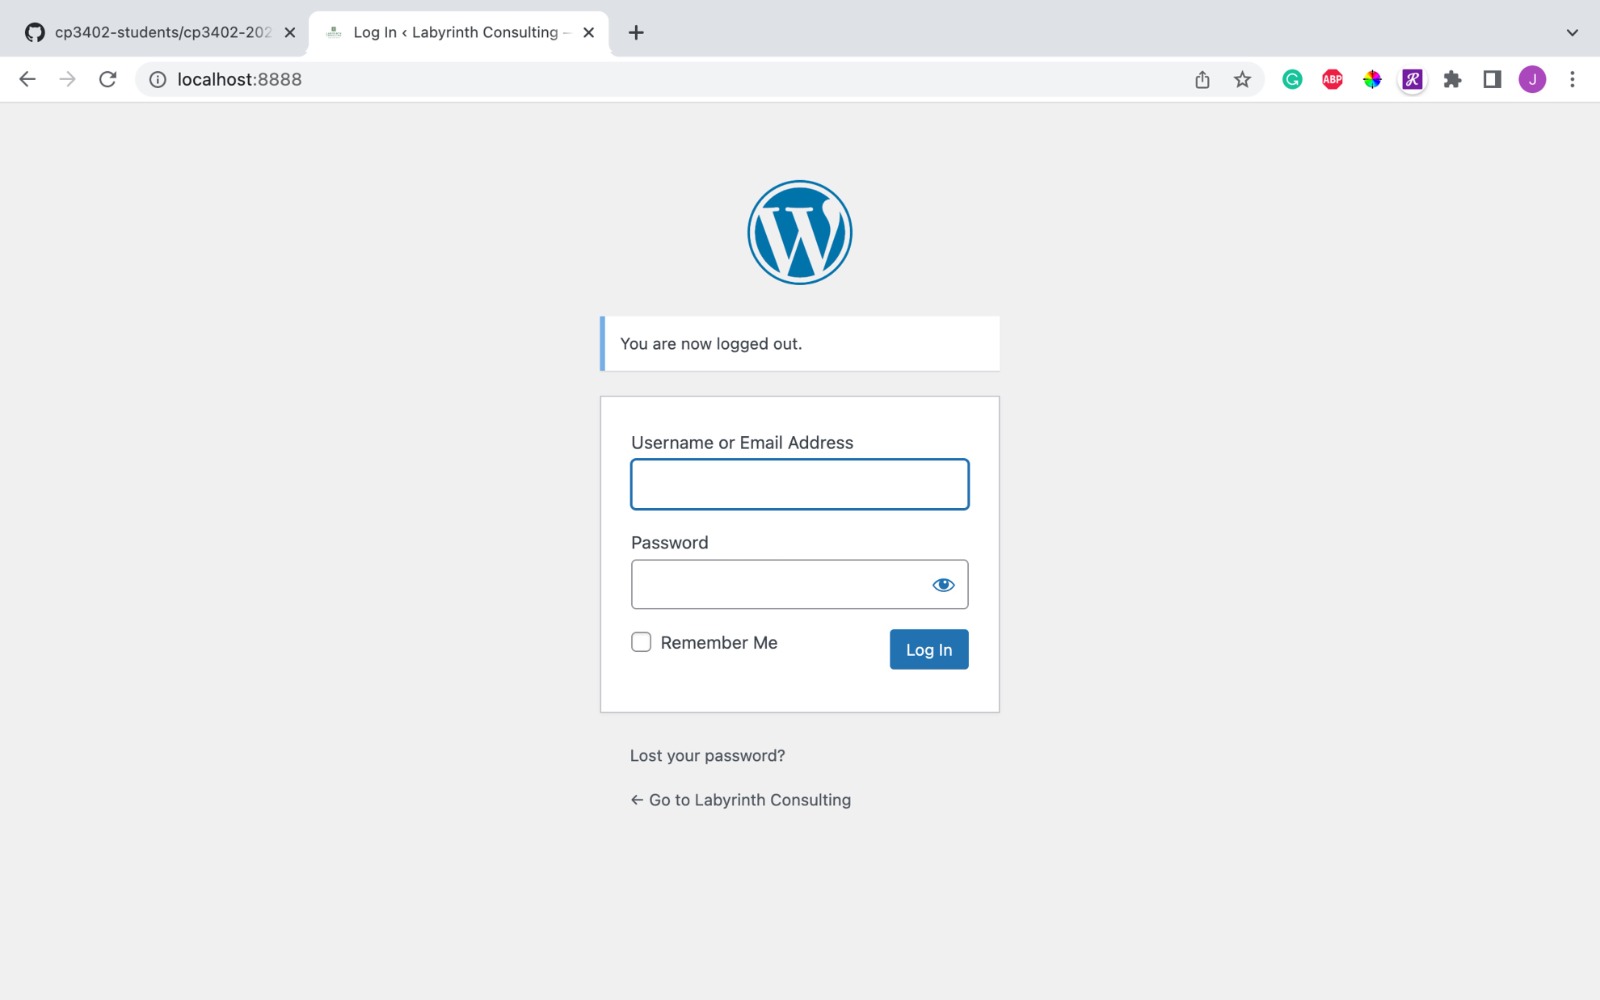 cp3402-students/cp3402-202
Log In ‹ Labyrinth Consulting –
localhost:8888
ABP
R
J
W
You are now logged out.
Username or Email Address
Password
Remember Me
Log In
Lost your password?
← Go to Labyrinth Consulting